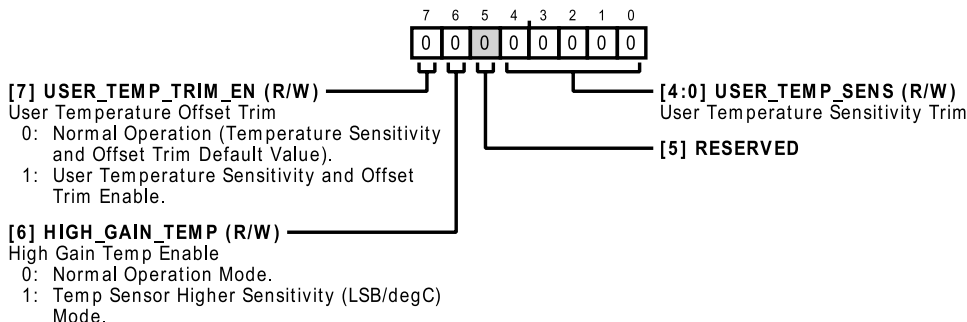 7 6 5 4 3 2 1 0
0 0 0 0 0 0 0 0
[7] USER_TEMP_TRIM_EN (R/W)
User Temperature Offset Trim
0: Normal Operation (Temperature Sensitivity
and Offset Trim Default Value).
1: User Temperature Sensitivity and Offset
Trim Enable.
[6] HIGH_GAIN_TEMP (R/W)
High Gain Temp Enable
0: Normal Operation Mode.
1: Temp Sensor Higher Sensitivity (LSB/degC)
Mode.
[4:0] USER_TEMP_SENS (R/W)
User Temperature Sensitivity Trim
[5] RESERVED